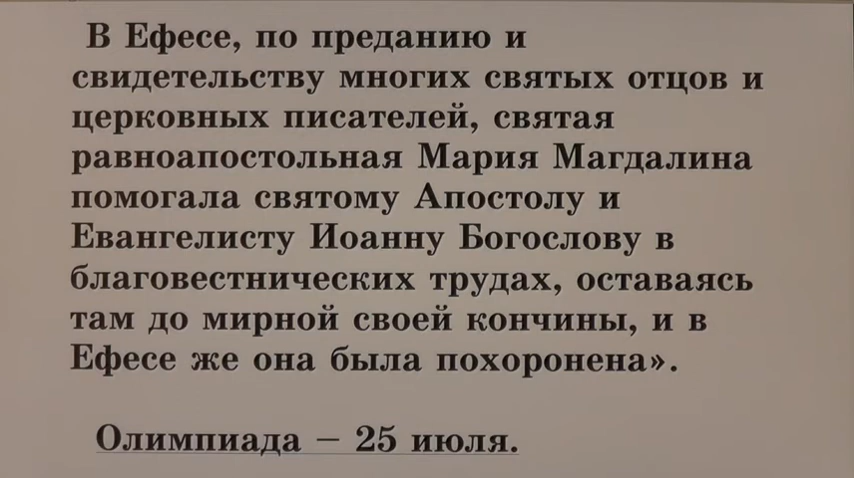 В Ефесе, по преданию и
свидетельству многих святых отцов и
церковных писателей, святая
равноапостольная Мария Магдалина
помогала святому Апостолу и
Евангелисту Иоанну Богослову в
благовестнических трудах, оставаясь
там до мирной своей кончины, и в
Ефесе же она была похоронена».
Олимпиада – 25 июля.